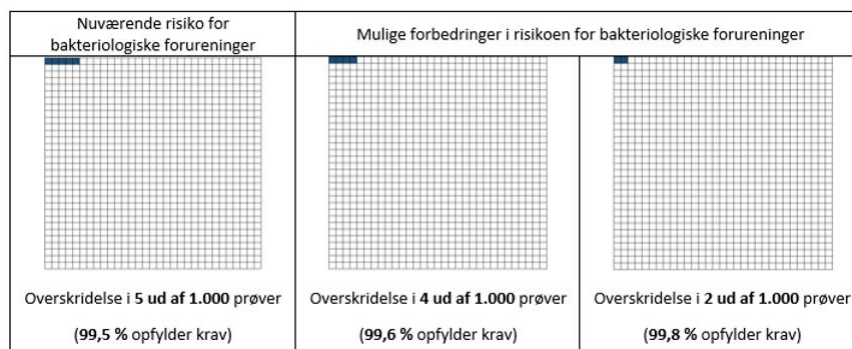 Nuværende risiko for
bakteriologiske forureninger
Mulige forbedringer i risikoen for bakteriologiske forureninger
Overskridelse i 5 ud af 1.000 prøver
(99,5 % opfylder krav)
Overskridelse i 4 ud af 1.000 prøver
(99,6 % opfylder krav)
Overskridelse i 2 ud af 1.000 prøver
(99,8 % opfylder krav)